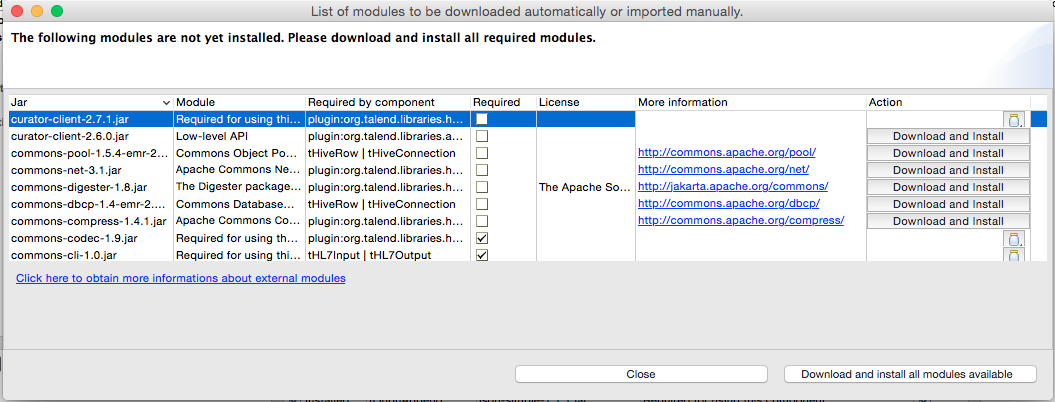 List of modules to be downloaded automatically or imported manually.
The following modules are not yet installed. Please download and install all required modules.
Jar Module Required by component Required License More information Action
curator-client-2.7.1.jar Required for using thi... plugin:org.talend.libraries.h...
curator-client-2.6.0.jar Low-level API plugin:org.talend.libraries.a... Download and Install
commons-pool-1.5.4-emr-2... Commons Object Po... tHiveRow | tHiveConnection http://commons.apache.org/pool/ Download and Install
commons-net-3.1.jar Apache Commons Ne... plugin:org.talend.libraries.h... http://commons.apache.org/net/ Download and Install
commons-digester-1.8.jar The Digester package... plugin:org.talend.libraries.h... The Apache So... http://jakarta.apache.org/commons/ Download and Install
commons-dbcp-1.4-emr-2.... Commons Database... tHiveRow | tHiveConnection http://commons.apache.org/dbcp/ Download and Install
commons-compress-1.4.1.jar Apache Commons Co... plugin:org.talend.libraries.h... http://commons.apache.org/compress/ Download and Install
commons-codec-1.9.jar Required for using th... plugin:org.talend.libraries.h...
commons-cli-1.0.jar Required for using thi... tHL7Input | tHL7Output
Click here to obtain more informations about external modules
Close Download and install all modules available